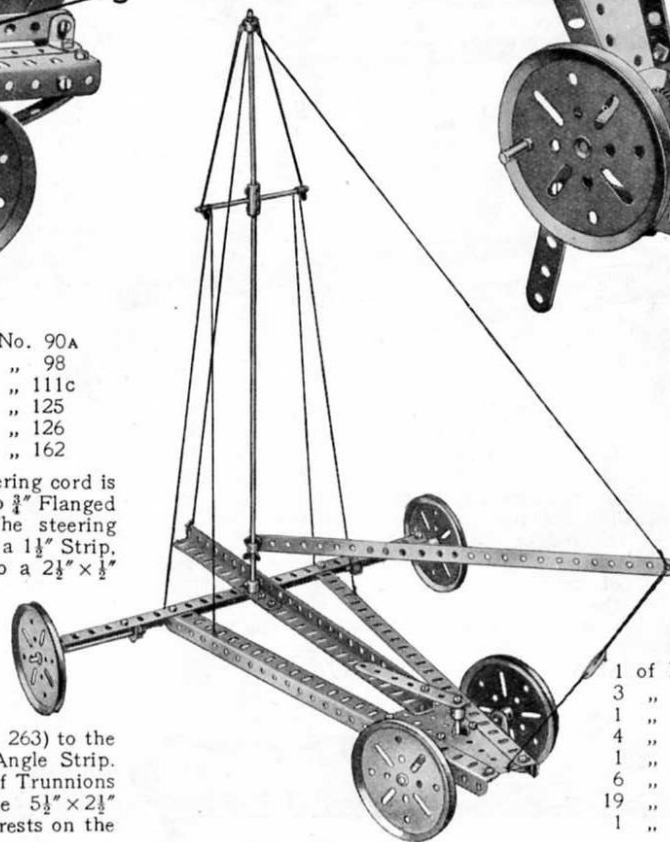 No. 90A
„ 98
„ 111c
„ 125
„ 126
„ 162
ering cord is
¾″ Flanged
he steering
a 1½″ Strip,
o a 2½″ × ½″
263) to the
Angle Strip.
f Trunnions
e 5½″ × 2½″
rests on the
1 of
3 „
1 „
4 „
1 „
6 „
19 „
1 „